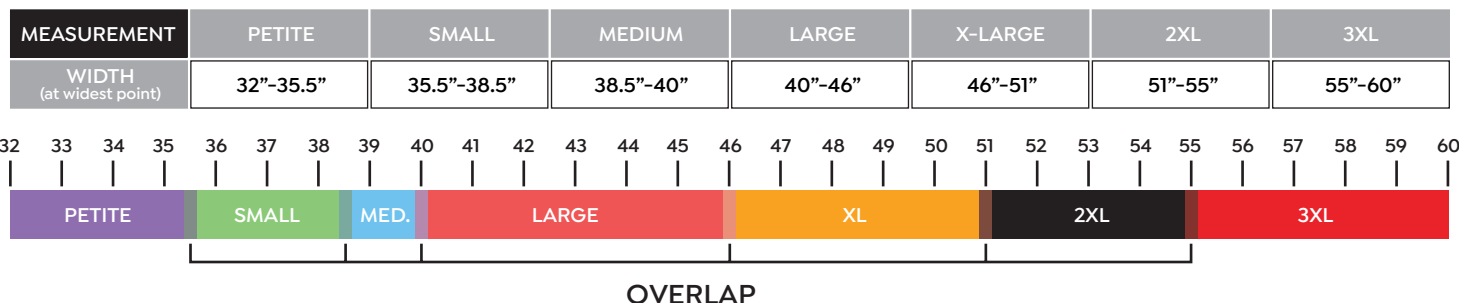 MEASUREMENT PETITE SMALL MEDIUM LARGE X-LARGE 2XL 3XL
WIDTH
(at widest point)
32”-35.5” 35.5”-38.5” 38.5”-40” 40”-46” 46”-51” 51”-55” 55”-60”
32 33 34 35 36 37 38 39 40 41 42 43 44 45 46 47 48 49 50 51 52 53 54 55 56 57 58 59 60
PETITE SMALL MED. LARGE XL 2XL 3XL
OVERLAP